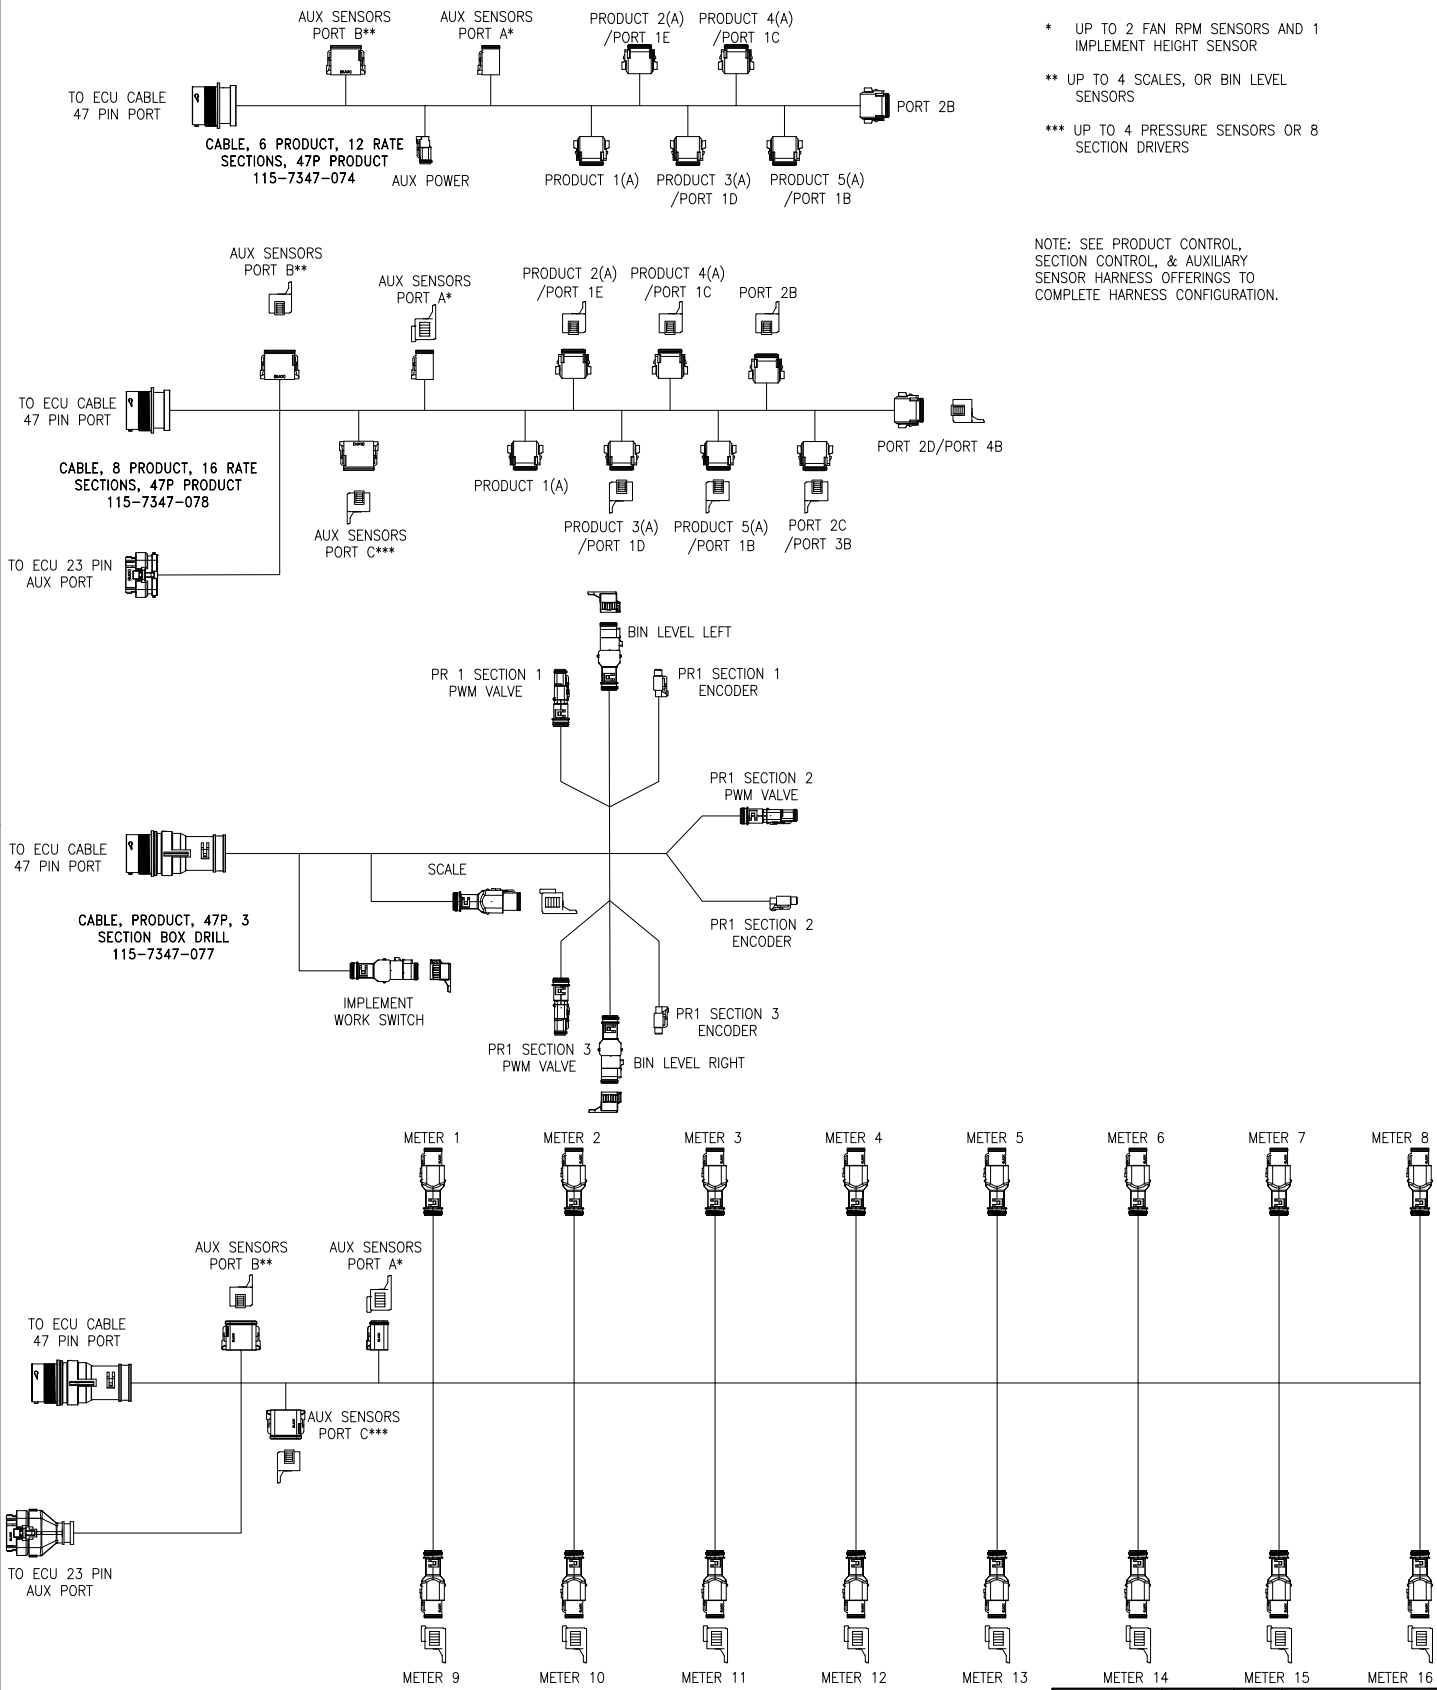 AUX SENSORS
PORT B**
AUX SENSORS
PORT A*
PRODUCT 2(A)
/PORT 1E
PRODUCT 4(A)
/PORT 1C
TO ECU CABLE
47 PIN PORT
PORT 2B
CABLE, 6 PRODUCT, 12 RATE
SECTIONS, 47P PRODUCT
115-7347-074
AUX POWER
PRODUCT 1(A)
PRODUCT 3(A)
/PORT 1D
PRODUCT 5(A)
/PORT 1B
* UP TO 2 FAN RPM SENSORS AND 1
IMPLEMENT HEIGHT SENSOR
** UP TO 4 SCALES, OR BIN LEVEL
SENSORS
*** UP TO 4 PRESSURE SENSORS OR 8
SECTION DRIVERS
NOTE: SEE PRODUCT CONTROL,
SECTION CONTROL, & AUXILIARY
SENSOR HARNESS OFFERINGS TO
COMPLETE HARNESS CONFIGURATION.
AUX SENSORS
PORT B**
AUX SENSORS
PORT A*
PRODUCT 2(A)
/PORT 1E
PRODUCT 4(A)
/PORT 1C
PORT 2B
TO ECU CABLE
47 PIN PORT
PORT 2D/PORT 4B
CABLE, 8 PRODUCT, 16 RATE
SECTIONS, 47P PRODUCT
115-7347-078
AUX SENSORS
PORT C***
PRODUCT 1(A)
PRODUCT 3(A)
/PORT 1D
PRODUCT 5(A)
/PORT 1B
PORT 2C
/PORT 3B
TO ECU 23 PIN
AUX PORT
BIN LEVEL LEFT
PR 1 SECTION 1
PWM VALVE
PR1 SECTION 1
ENCODER
PR1 SECTION 2
PWM VALVE
TO ECU CABLE
47 PIN PORT
SCALE
CABLE, PRODUCT, 47P, 3
SECTION BOX DRILL
115-7347-077
PR1 SECTION 2
ENCODER
IMPLEMENT
WORK SWITCH
PR1 SECTION 3
PWM VALVE
PR1 SECTION 3
ENCODER
BIN LEVEL RIGHT
METER 1
METER 2
METER 3
METER 4
METER 5
METER 6
METER 7
METER 8
AUX SENSORS
PORT B**
AUX SENSORS
PORT A*
TO ECU CABLE
47 PIN PORT
AUX SENSORS
PORT C***
TO ECU 23 PIN
AUX PORT
METER 9
METER 10
METER 11
METER 12
METER 13
METER 14
METER 15
METER 16